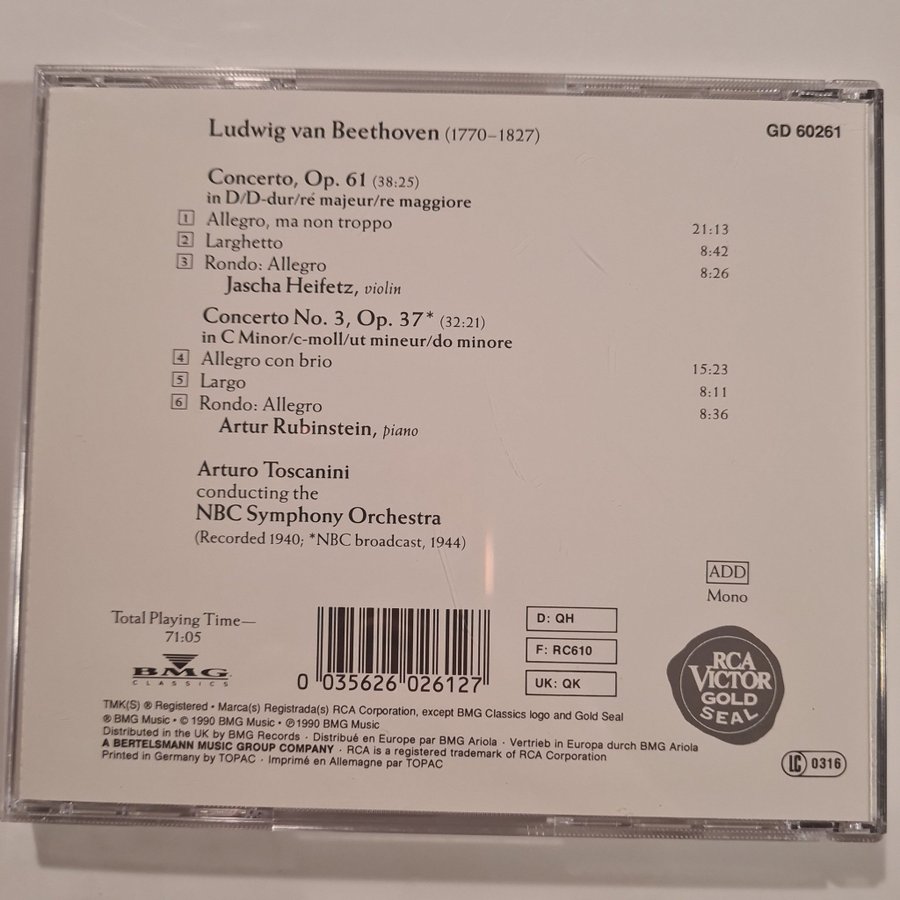 Ludwig van Beethoven (1770–1827)
GD 60261
Concerto, Op. 61 (38:25)
in D/D-dur/ré majeur/re maggiore
1 Allegro, ma non troppo 21:13
2 Larghetto 8:42
3 Rondo: Allegro 8:26
Jascha Heifetz, violin
Concerto No. 3, Op. 37* (32:21)
in C Minor/c-moll/ut mineur/do minore
4 Allegro con brio 15:23
5 Largo 8:11
6 Rondo: Allegro 8:36
Artur Rubinstein, piano
Arturo Toscanini
conducting the
NBC Symphony Orchestra
(Recorded 1940; *NBC broadcast, 1944)
ADD
Mono
Total Playing Time—
71:05
BMG
CLASSICS
0 035626 026127
D: QH
F: RC610
UK: QK
RCA
VICTOR
GOLD
SEAL
TMK(S) ® Registered • Marca(s) Registrada(s) RCA Corporation, except BMG Classics logo and Gold Seal
® BMG Music • © 1990 BMG Music • ℗ 1990 BMG Music
Distributed in the UK by BMG Records · Distribué en Europe par BMG Ariola · Vertrieb in Europa durch BMG Ariola
A BERTELSMANN MUSIC GROUP COMPANY · RCA is a registered trademark of RCA Corporation
Printed in Germany by TOPAC · Imprimé en Allemagne par TOPAC
LC 0316